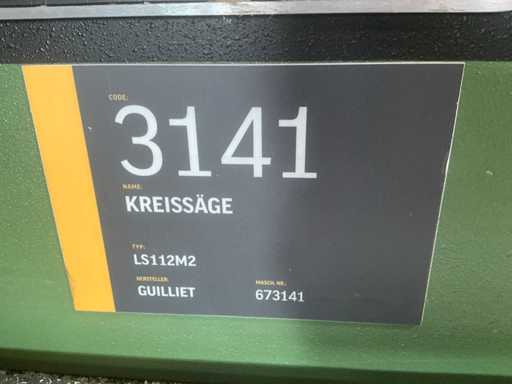 CODE:
3141
NAME:
KREISSÄGE
TYP:
LS112M2
HERSTELLER: MASCH. NR.:
GUILLIET 673141